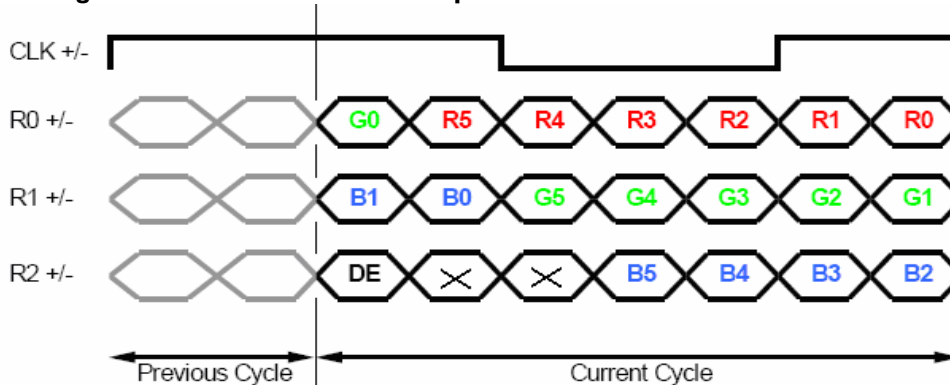 CLK +/-
R0 +/- G0 R5 R4 R3 R2 R1 R0
R1 +/- B1 B0 G5 G4 G3 G2 G1
R2 +/- DE B5 B4 B3 B2
Previous Cycle Current Cycle